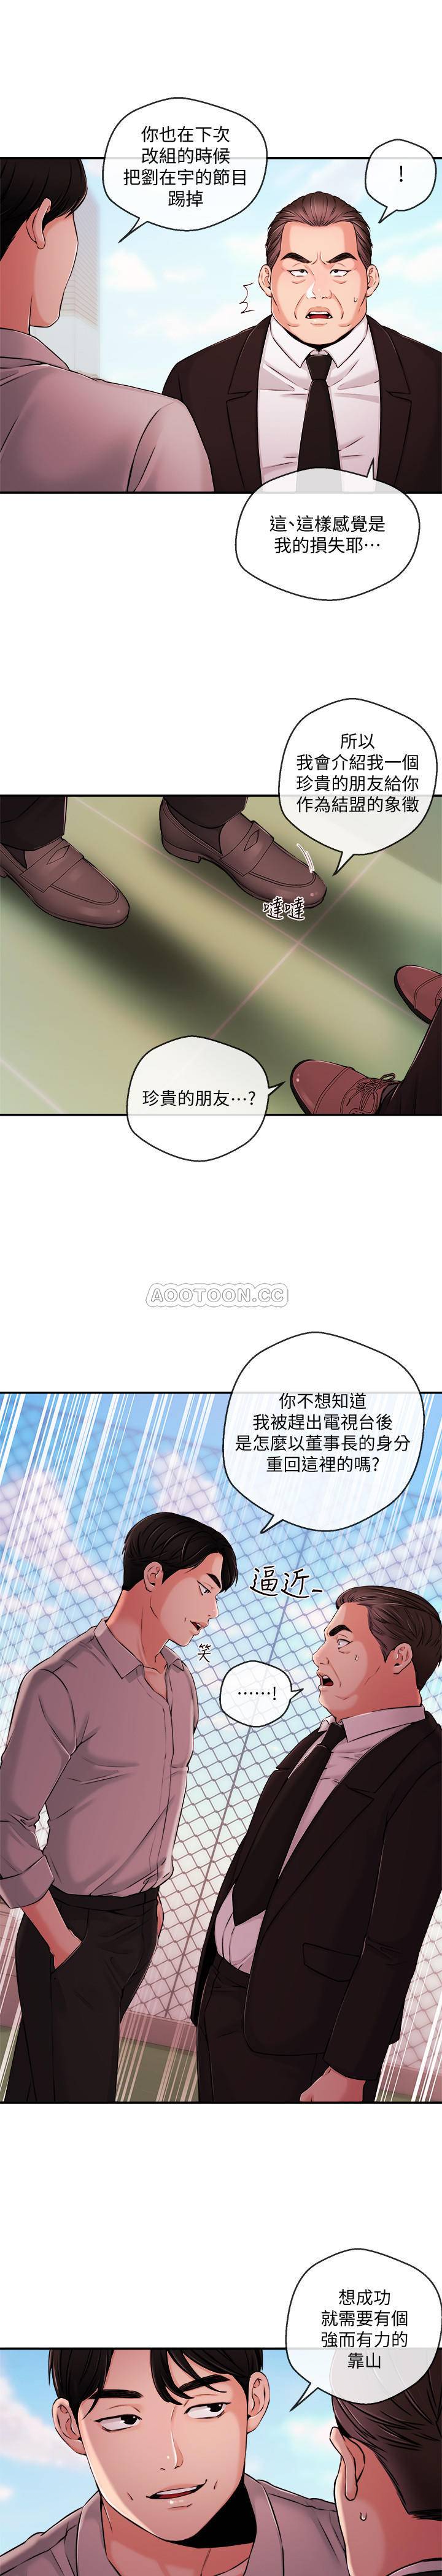 你也在下次
改組的時候
把劉在宇的節目
踢掉
!
這、這樣感覺是
我的損失耶…
所以
我會介紹我一個
珍貴的朋友給你
作為結盟的象徵
噠噠
珍貴的朋友…?
AOOTOON.CC
你不想知道
我被趕出電視台後
是怎麼以董事長的身分
重回這裡的嗎?
逼近-
笑
……!
想成功
就需要有個
強而有力的
靠山